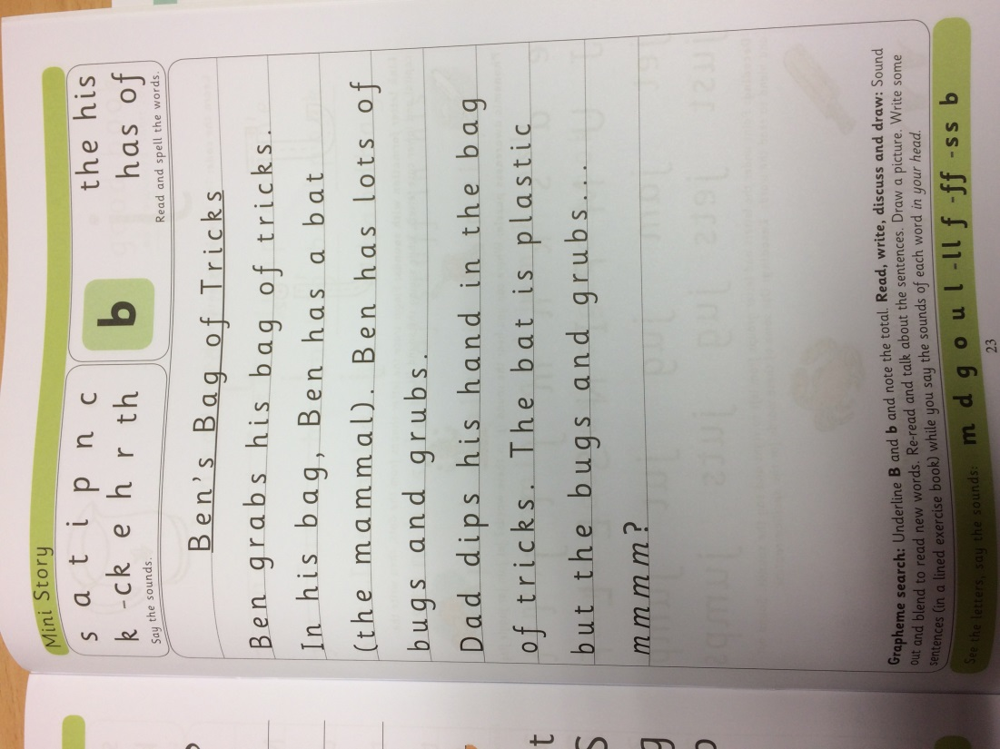 Mini Story
s a t i p n c
k -ck e h r th
Say the sounds.
b
the his
has of
Read and spell the words.
Ben's Bag of Tricks
Ben grabs his bag of tricks.
In his bag, Ben has a bat
(the mammal). Ben has lots of
bugs and grubs.
Dad dips his hand in the bag
of tricks. The bat is plastic
but the bugs and grubs...
mmmm?
Grapheme search: Underline B and b and note the total. Read, write, discuss and draw: Sound
out and blend to read new words. Re-read and talk about the sentences. Draw a picture. Write some
sentences (in a lined exercise book) while you say the sounds of each word in your head.
See the letters, say the sounds: m d g o u l -ll f -ff -ss b
23